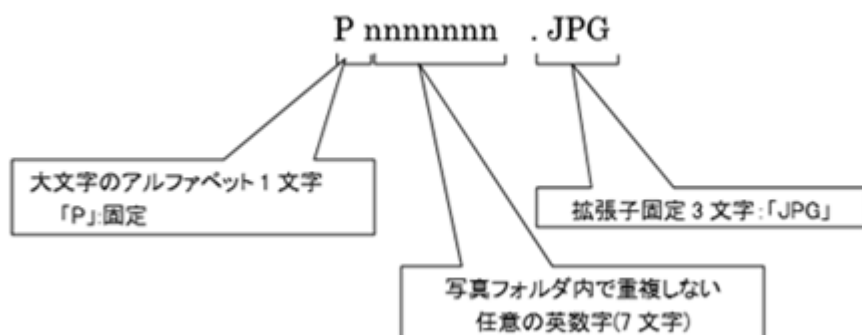 P nnnnnnn . JPG
大文字のアルファベット 1 文字
「P」:固定
拡張子固定 3 文字:「JPG」
写真フォルダ内で重複しない
任意の英数字(7 文字)